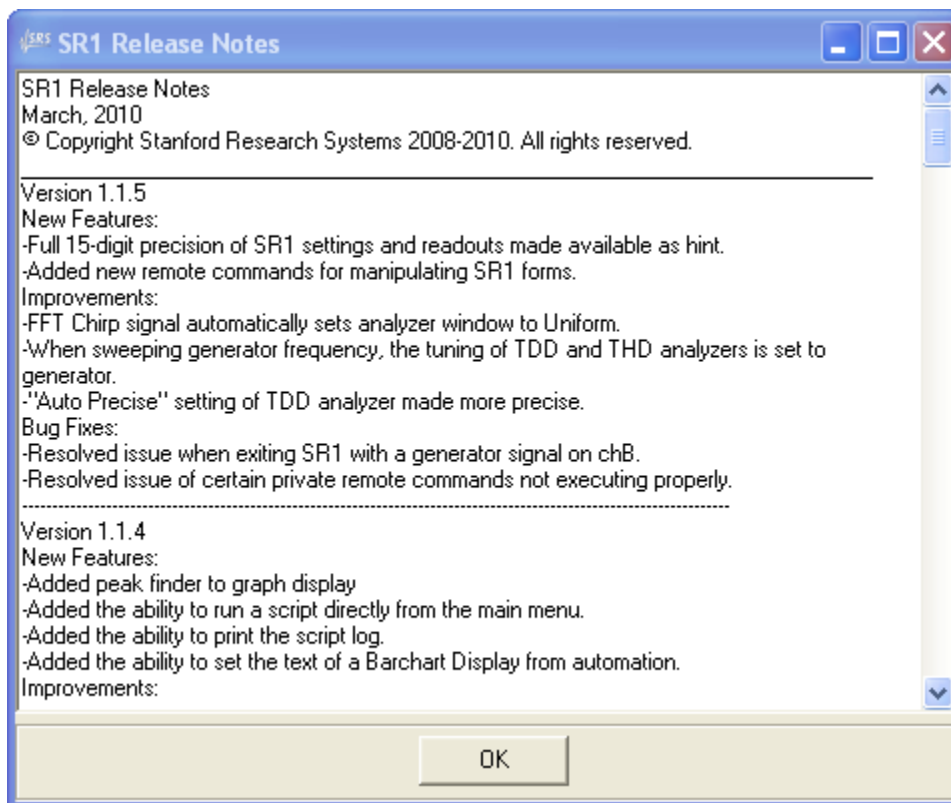 SRS SR1 Release Notes
SR1 Release Notes
March, 2010
© Copyright Stanford Research Systems 2008-2010. All rights reserved.
Version 1.1.5
New Features:
-Full 15-digit precision of SR1 settings and readouts made available as hint.
-Added new remote commands for manipulating SR1 forms.
Improvements:
-FFT Chirp signal automatically sets analyzer window to Uniform.
-When sweeping generator frequency, the tuning of TDD and THD analyzers is set to
generator.
-"Auto Precise" setting of TDD analyzer made more precise.
Bug Fixes:
-Resolved issue when exiting SR1 with a generator signal on chB.
-Resolved issue of certain private remote commands not executing properly.
Version 1.1.4
New Features:
-Added peak finder to graph display
-Added the ability to run a script directly from the main menu.
-Added the ability to print the script log.
-Added the ability to set the text of a Barchart Display from automation.
Improvements:
OK